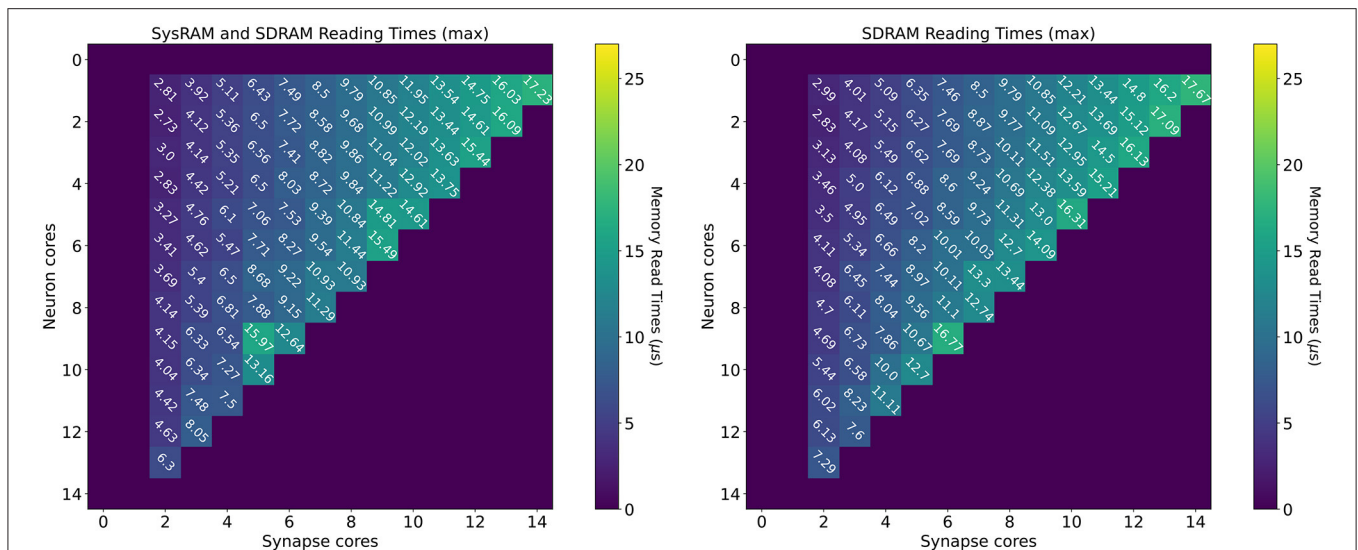 SysRAM and SDRAM Reading Times (max)
0
2
4
6
8
10
12
14
Neuron cores
2.81 3.92 5.11 6.43 7.49 8.5 9.79 10.85 11.95 13.54 14.75 16.03 17.23
2.73 4.12 5.36 6.5 7.72 8.58 9.68 10.99 12.19 13.44 14.61 16.09
3.0 4.14 5.35 6.56 7.41 8.82 9.86 11.04 12.02 13.63 15.44
2.83 4.42 5.21 6.5 8.03 8.72 9.84 11.22 12.92 13.75
3.27 4.76 6.1 7.06 7.53 9.39 10.84 14.81 14.61
3.41 4.62 5.47 7.71 8.27 9.54 11.44 15.49
3.69 5.4 6.5 8.68 9.22 10.93 10.93
4.14 5.39 6.81 7.88 9.15 11.29
4.15 6.33 6.54 15.97 12.64
4.04 6.34 7.27 13.16
4.42 7.48 7.5
4.63 8.05
6.3
0 2 4 6 8 10 12 14
Synapse cores
25
20
15
10
5
0
Memory Read Times (μs)
SDRAM Reading Times (max)
0
2
4
6
8
10
12
14
Neuron cores
2.99 4.01 5.09 6.35 7.46 8.5 9.79 10.85 12.21 13.44 14.8 16.2 17.67
2.83 4.17 5.15 6.27 7.69 8.87 9.77 11.09 12.67 13.69 15.12 17.09
3.13 4.08 5.49 6.62 7.69 8.73 10.11 11.51 12.95 14.5 16.13
3.46 5.0 6.12 6.88 8.6 9.24 10.69 12.38 13.59 15.21
3.5 4.95 6.49 7.02 8.59 9.73 11.31 13.0 16.31
4.11 5.34 6.66 8.2 10.01 10.03 12.7 14.09
4.08 6.45 7.44 8.97 10.11 13.3 13.44
4.7 6.11 8.04 9.56 11.1 12.74
4.69 6.73 7.86 10.67 16.77
5.44 6.58 10.0 12.7
6.02 8.23 11.11
6.13 7.6
7.29
0 2 4 6 8 10 12 14
Synapse cores
25
20
15
10
5
0
Memory Read Times (μs)